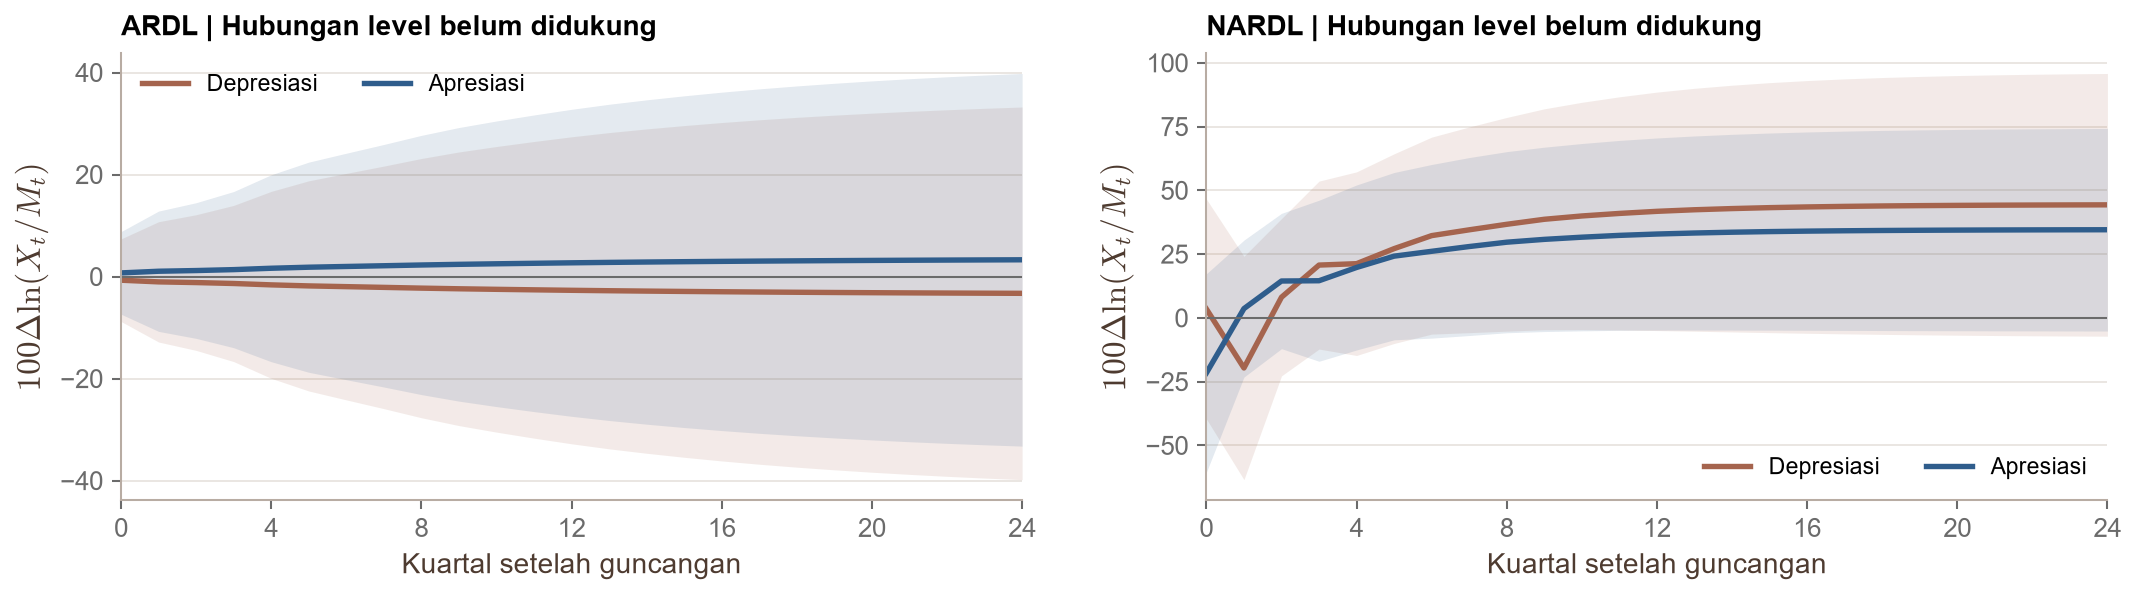 ARDL | Hubungan level belum didukung
Depresiasi
Apresiasi
40
20
0
−20
−40
100Δln(X_t/M_t)
0 4 8 12 16 20 24
Kuartal setelah guncangan
NARDL | Hubungan level belum didukung
100
75
50
25
0
−25
−50
100Δln(X_t/M_t)
Depresiasi
Apresiasi
0 4 8 12 16 20 24
Kuartal setelah guncangan